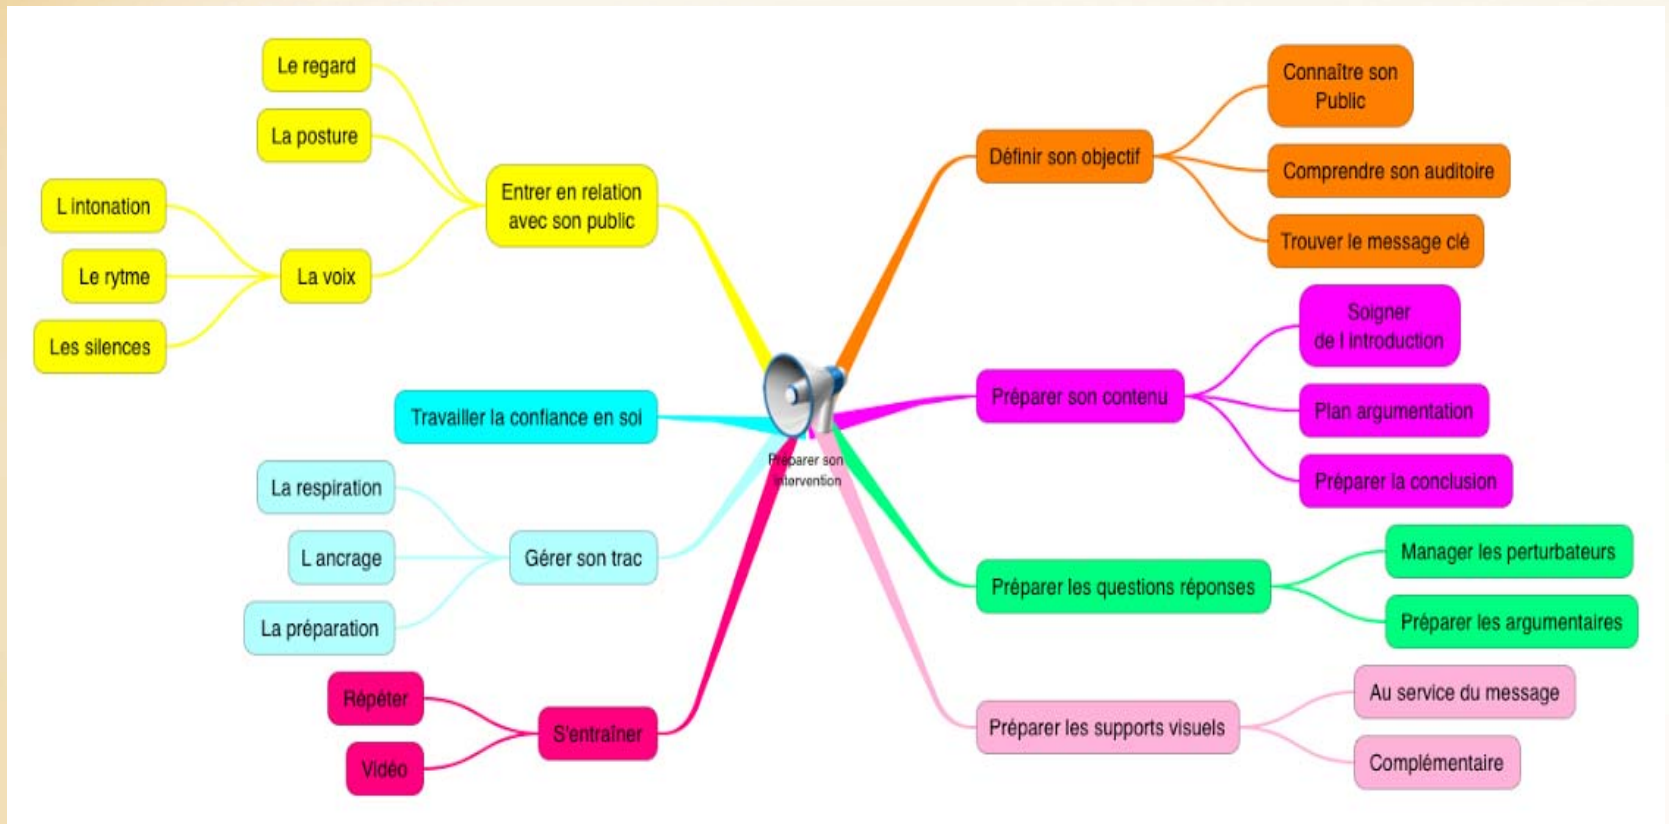 Le regard
La posture
L intonation
Le rytme
Les silences
La voix
Entrer en relation
avec son public
Travailler la confiance en soi
La respiration
L ancrage
La préparation
Gérer son trac
Répéter
Vidéo
S'entraîner
Préparer son
intervention
Définir son objectif
Connaître son
Public
Comprendre son auditoire
Trouver le message clé
Préparer son contenu
Soigner
de l introduction
Plan argumentation
Préparer la conclusion
Préparer les questions réponses
Manager les perturbateurs
Préparer les argumentaires
Préparer les supports visuels
Au service du message
Complémentaire